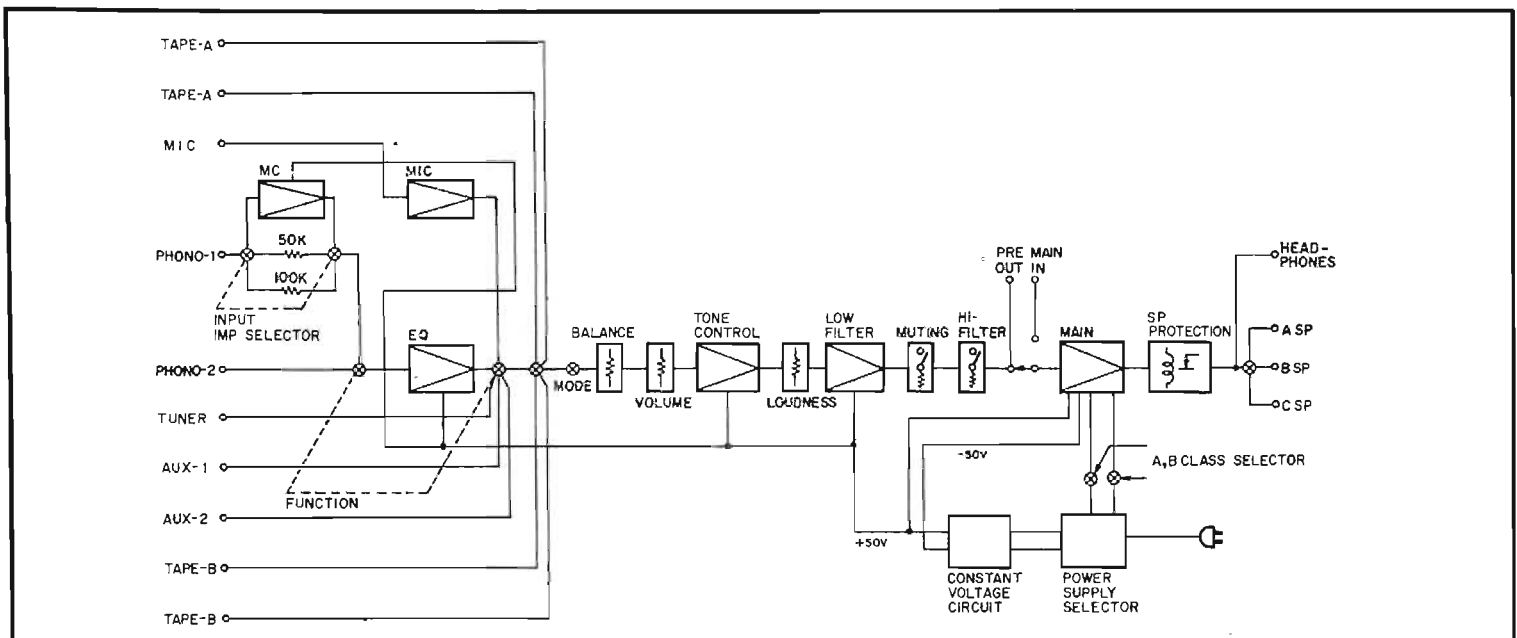 TAPE-A
TAPE-A
MIC
MC
MIC
PHONO-1
50K
100K
INPUT
IMP SELECTOR
PHONO-2
EQ
TUNER
AUX-1
FUNCTION
AUX-2
TAPE-B
TAPE-B
MODE
BALANCE
VOLUME
TONE
CONTROL
LOUDNESS
LOW
FILTER
MUTING
HI-
FILTER
PRE MAIN
OUT IN
MAIN
SP
PROTECTION
HEAD-
PHONES
A SP
B SP
C SP
-50V
A, B CLASS SELECTOR
+50V
CONSTANT
VOLTAGE
CIRCUIT
POWER
SUPPLY
SELECTOR